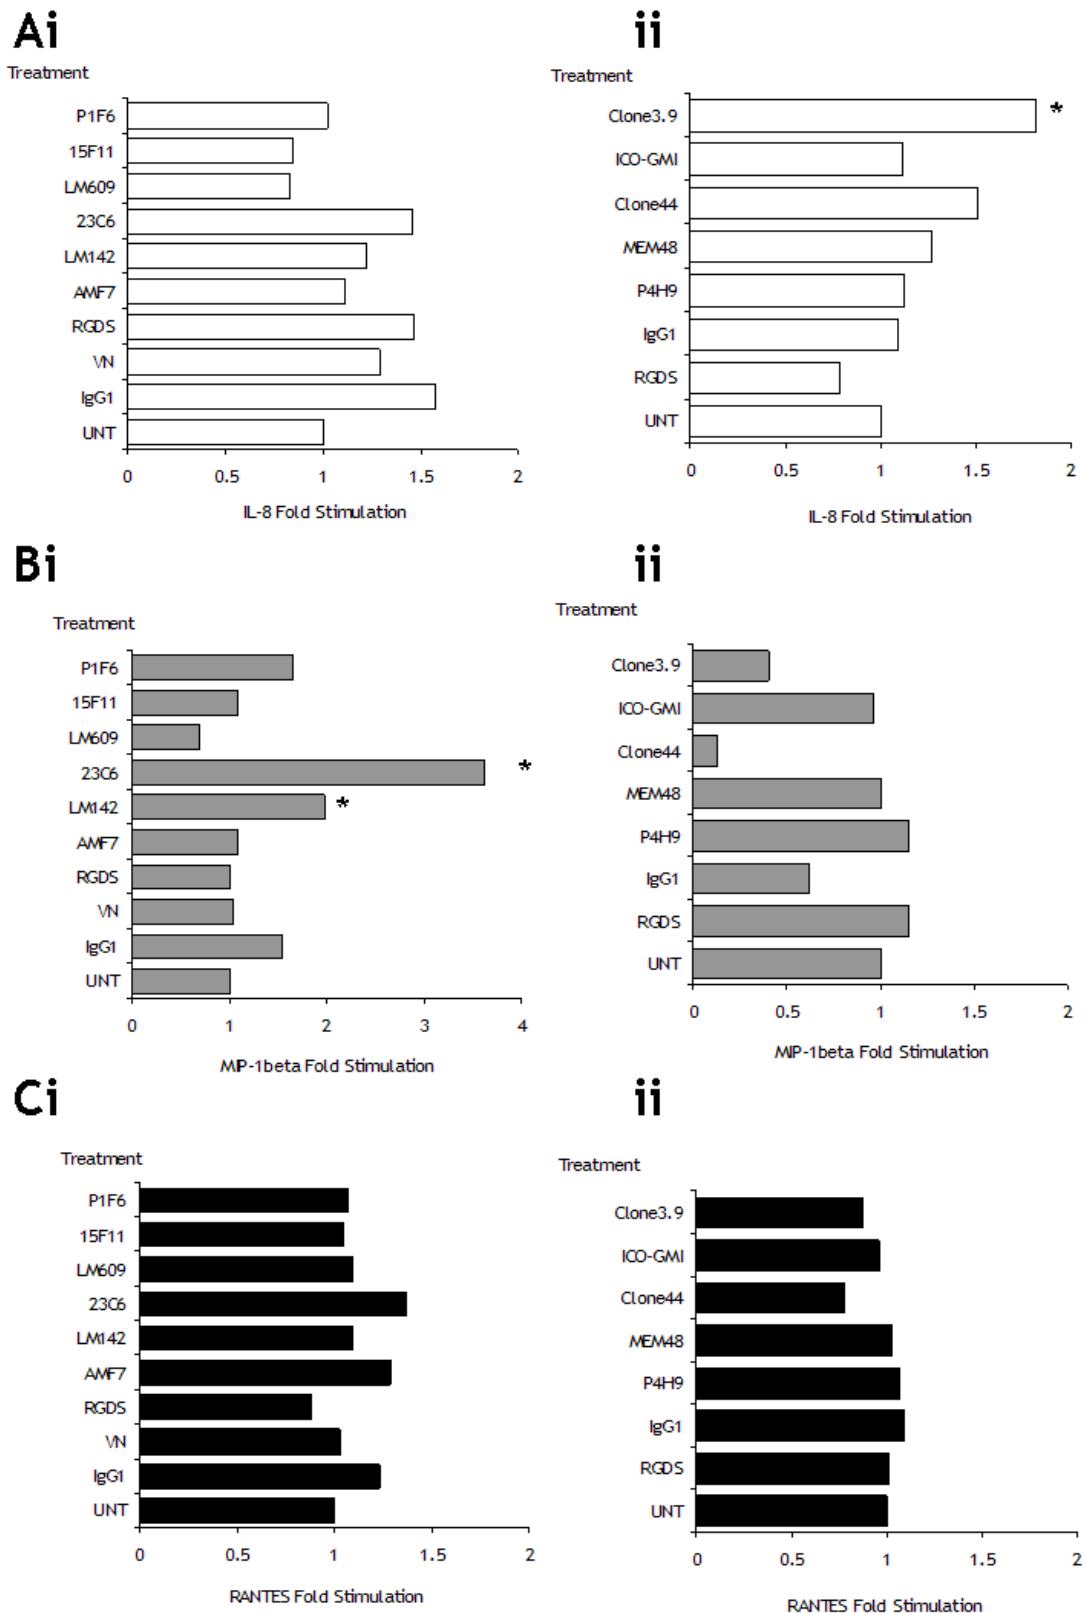 Ai
Treatment
P1F6
15F11
LM609
23C6
LM142
AMF7
RGDS
VN
IgG1
UNT
0 0.5 1 1.5 2
IL-8 Fold Stimulation
ii
Treatment
Clone3.9 *
ICO-GMI
Clone44
MEM48
P4H9
IgG1
RGDS
UNT
0 0.5 1 1.5 2
IL-8 Fold Stimulation
Bi
Treatment
P1F6
15F11
LM609
23C6 *
LM142 *
AMF7
RGDS
VN
IgG1
UNT
0 1 2 3 4
MIP-1beta Fold Stimulation
ii
Treatment
Clone3.9
ICO-GMI
Clone44
MEM48
P4H9
IgG1
RGDS
UNT
0 0.5 1 1.5 2
MIP-1beta Fold Stimulation
Ci
Treatment
P1F6
15F11
LM609
23C6
LM142
AMF7
RGDS
VN
IgG1
UNT
0 0.5 1 1.5 2
RANTES Fold Stimulation
ii
Treatment
Clone3.9
ICO-GMI
Clone44
MEM48
P4H9
IgG1
RGDS
UNT
0 0.5 1 1.5 2
RANTES Fold Stimulation